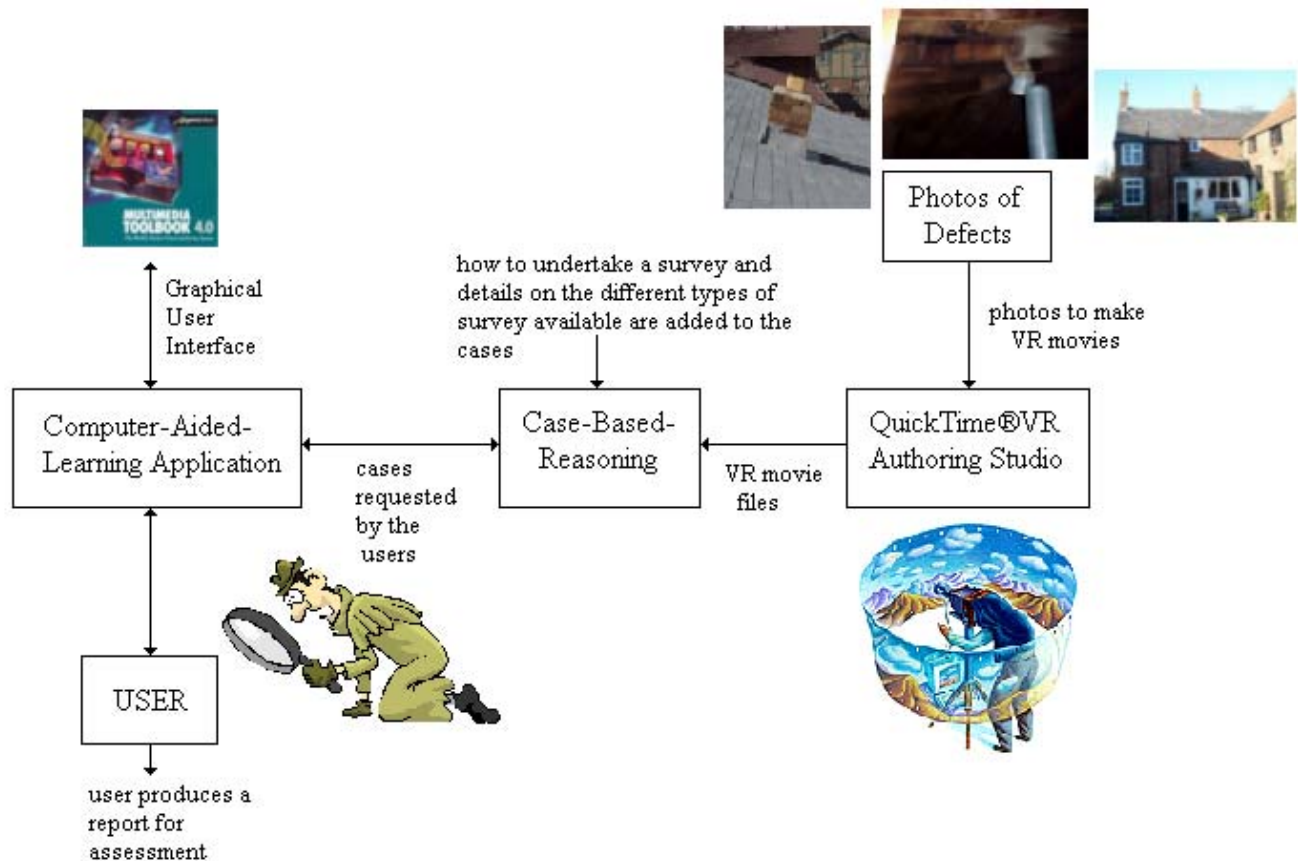 MULTIMEDIA
TOOLBOOK 4.0
Graphical
User
Interface
how to undertake a survey and
details on the different types of
survey available are added to the
cases
Photos of
Defects
photos to make
VR movies
Computer-Aided-
Learning Application
cases
requested
by the
users
Case-Based-
Reasoning
VR movie
files
QuickTime®VR
Authoring Studio
USER
user produces a
report for
assessment